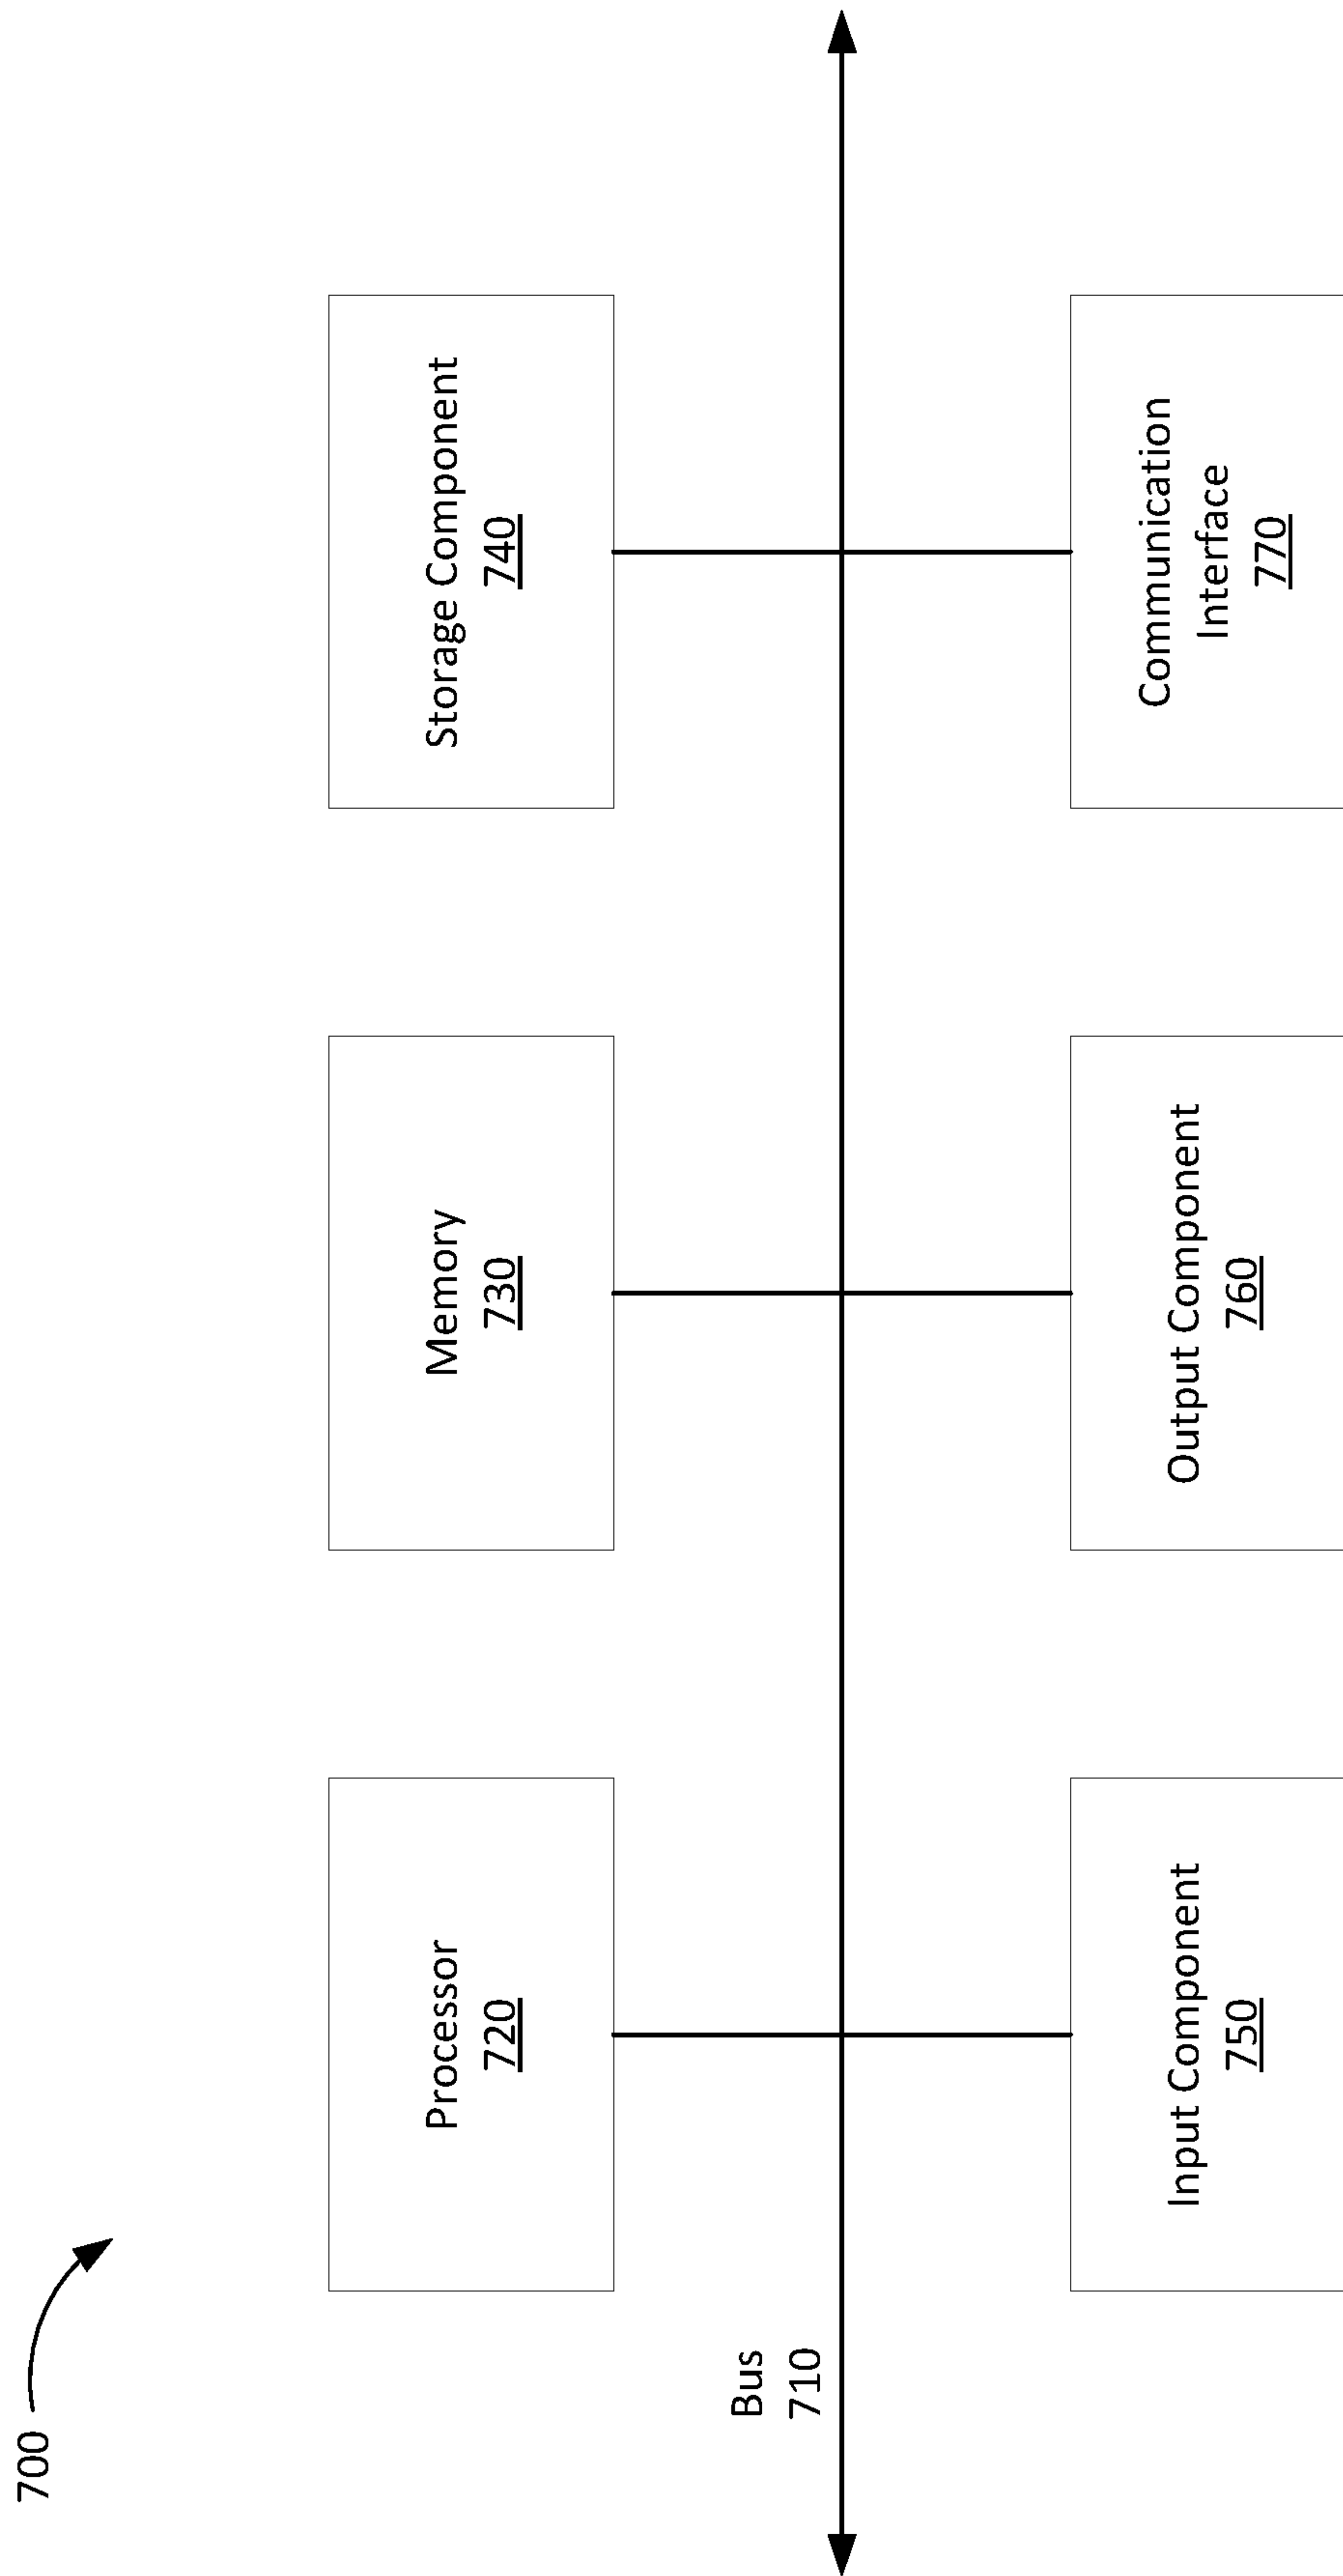 700
Processor
720
Memory
730
Storage Component
740
Bus
710
Input Component
750
Output Component
760
Communication
Interface
770